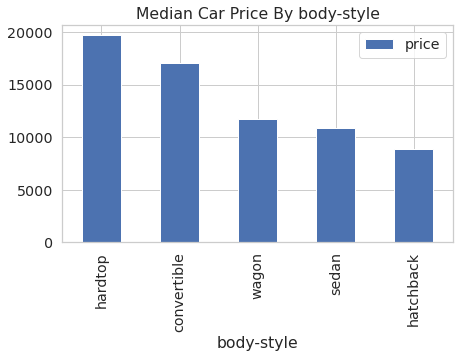 Median Car Price By body-style
price
20000
15000
10000
5000
0
hardtop
convertible
wagon
sedan
hatchback
body-style